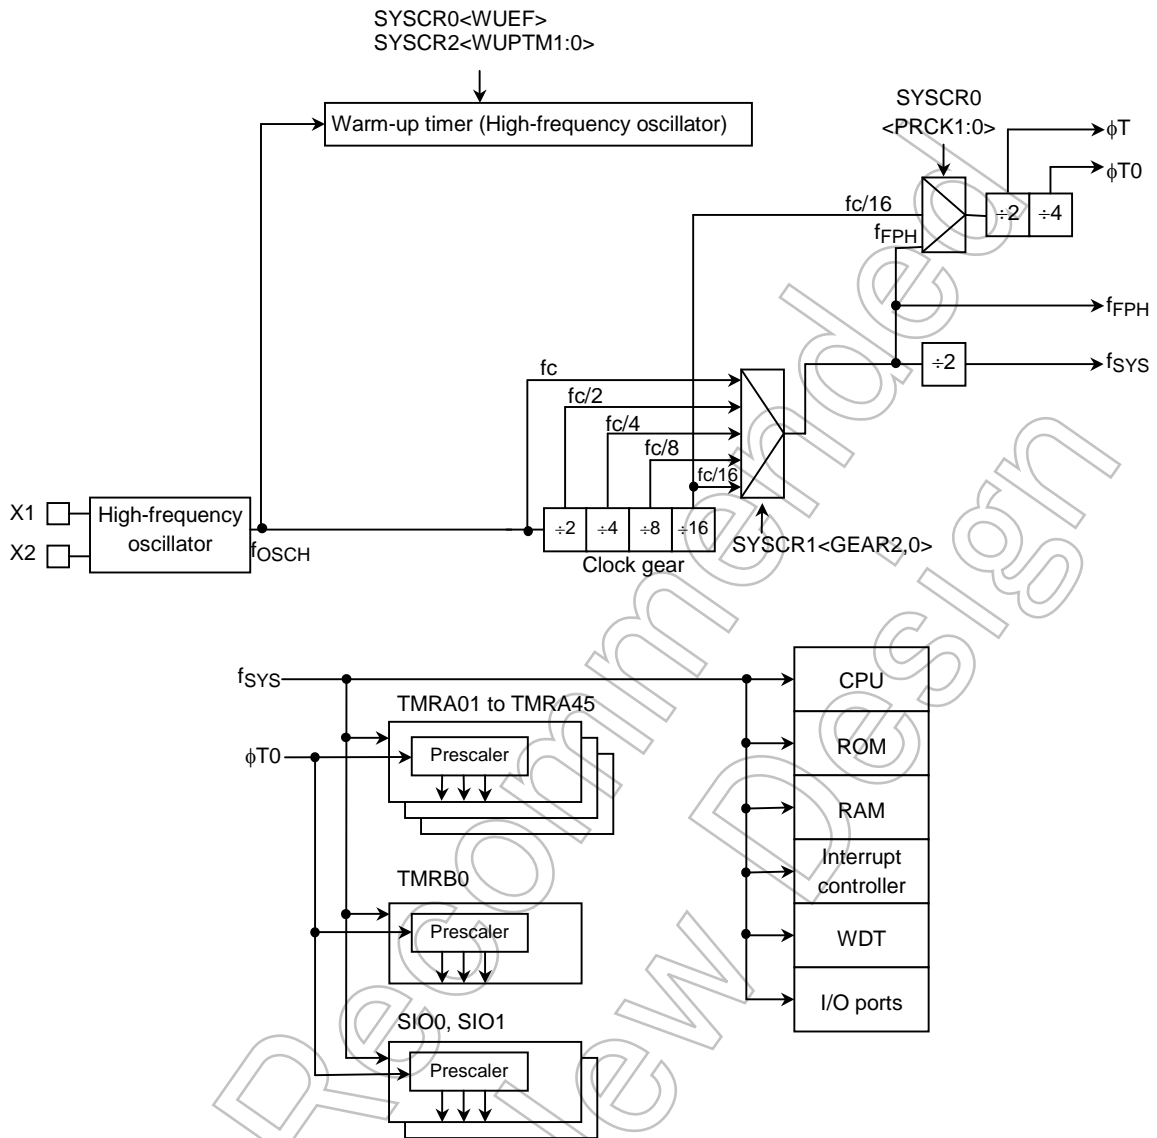 SYSCR0<WUEF>
SYSCR2<WUPTM1:0>
Warm-up timer (High-frequency oscillator)
SYSCR0
<PRCK1:0>
ϕT
ϕT0
fc/16
fFPH
÷2
÷4
fFPH
÷2
fSYS
fc
fc/2
fc/4
fc/8
fc/16
X1
X2
High-frequency
oscillator
fOSCH
÷2
÷4
÷8
÷16
Clock gear
SYSCR1<GEAR2,0>
fSYS
TMRA01 to TMRA45
ϕT0
Prescaler
TMRB0
Prescaler
SIO0, SIO1
Prescaler
CPU
ROM
RAM
Interrupt
controller
WDT
I/O ports
Recommended
ew Design